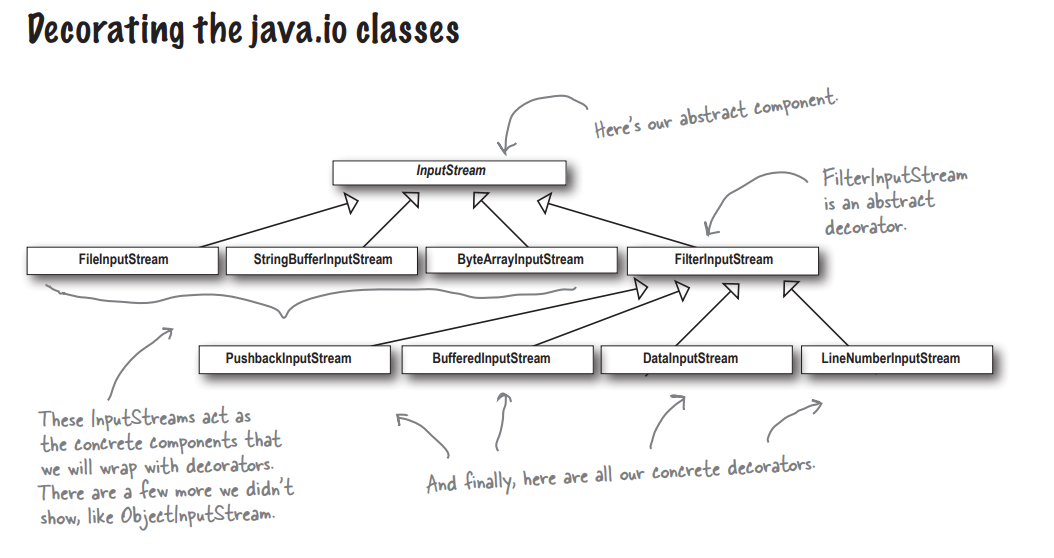 Decorating the java.io classes
Here's our abstract component.
InputStream
FilterInputStream
is an abstract
decorator.
FileInputStream
StringBufferInputStream
ByteArrayInputStream
FilterInputStream
PushbackInputStream
BufferedInputStream
DataInputStream
LineNumberInputStream
These InputStreams act as
the concrete components that
we will wrap with decorators.
There are a few more we didn't
show, like ObjectInputStream.
And finally, here are all our concrete decorators.